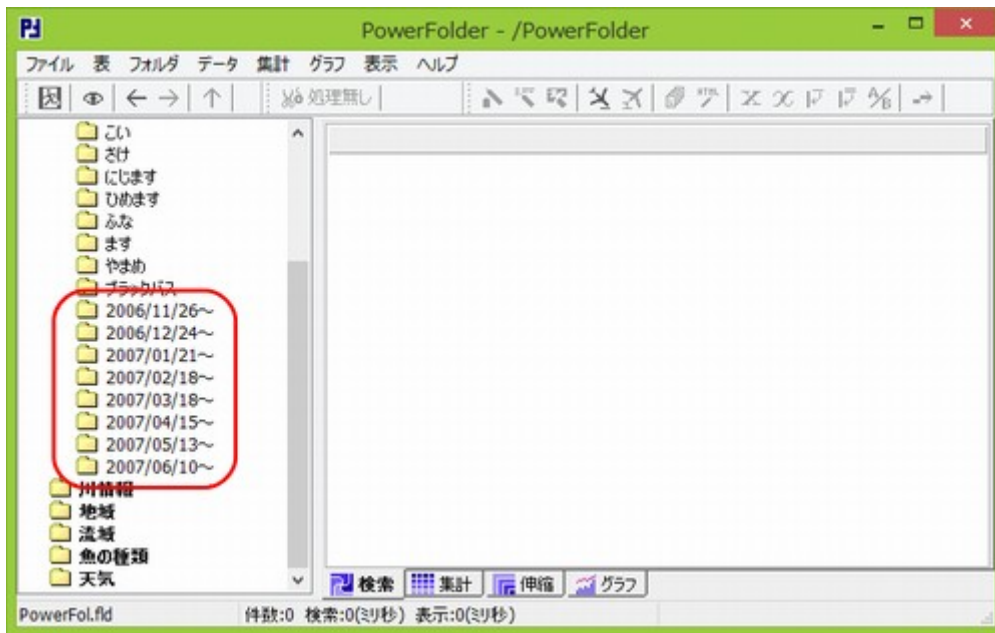 PowerFolder - /PowerFolder
ファイル 表 フォルダ データ 集計 グラフ 表示 ヘルプ
処理無し
こい
さけ
にじます
ひめます
ふな
ます
やまめ
ブラックバス
2006/11/26～
2006/12/24～
2007/01/21～
2007/02/18～
2007/03/18～
2007/04/15～
2007/05/13～
2007/06/10～
川情報
地域
流域
魚の種類
天気
検索 集計 伸縮 グラフ
PowerFol.fld 件数:0 検索:0(ミリ秒) 表示:0(ミリ秒)